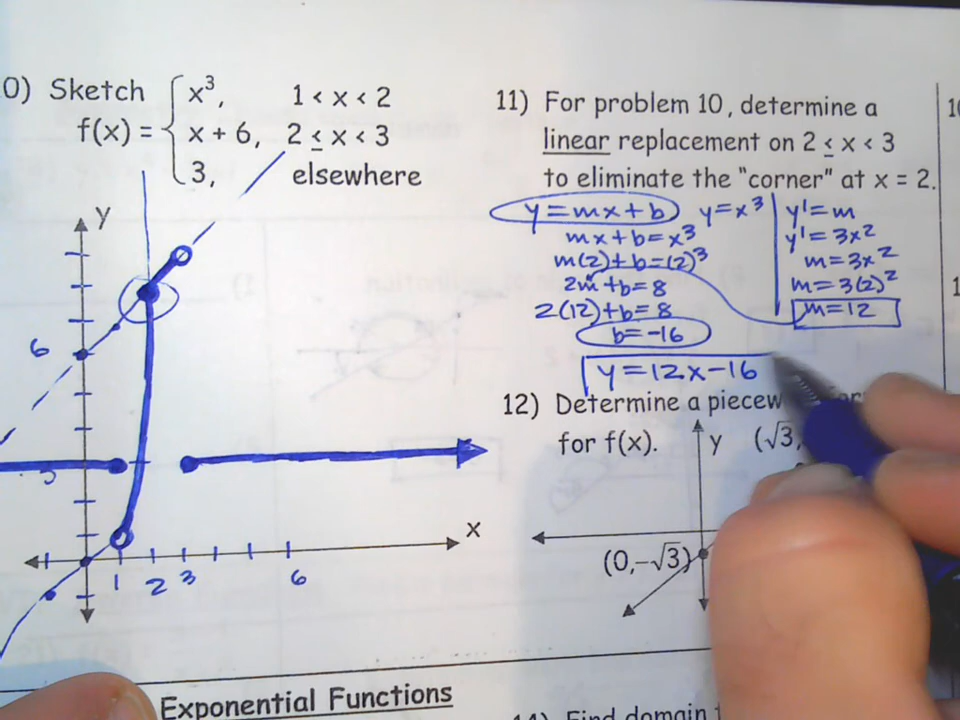 0) Sketch
f(x) = { x³, 1 < x < 2
x + 6, 2 ≤ x < 3
3, elsewhere
y
6
3
x
1 2 3 6
11) For problem 10, determine a
linear replacement on 2 ≤ x < 3
to eliminate the "corner" at x = 2.
y=mx+b y=x³
mx+b=x³
m(2)+b=(2)³
2m+b=8
2(12)+b=8
b=-16
y=12x-16
y'=m
y'=3x²
m=3x²
m=3(2)²
m=12
12) Determine a
for f(x).
y
(√3,
(0,-√3)
Exponential Functions
Find domain